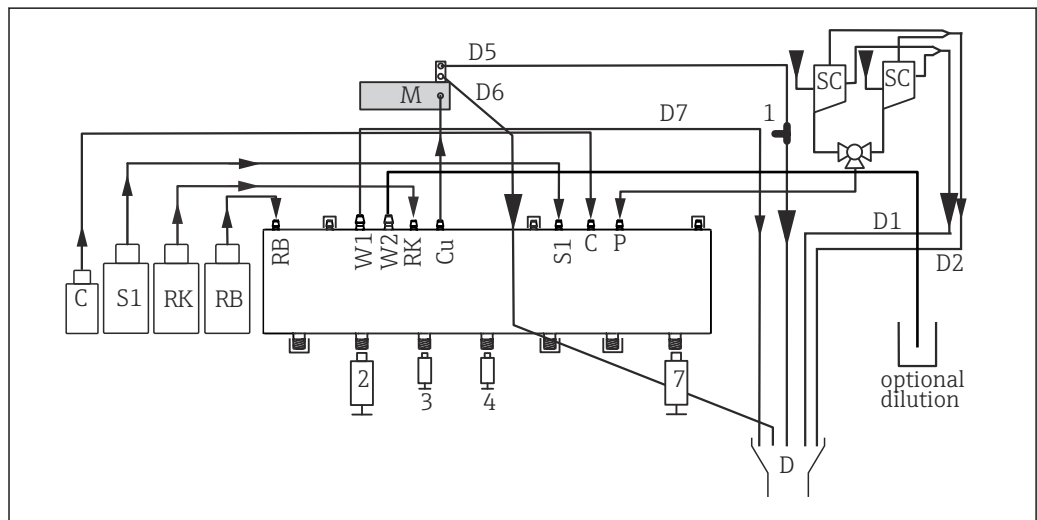 D5
SC
SC
M
D6
1
D7
RB
W1
W2
RK
Cu
S1
C
P
D1
D2
C
S1
RK
RB
2
3
4
7
optional
dilution
D